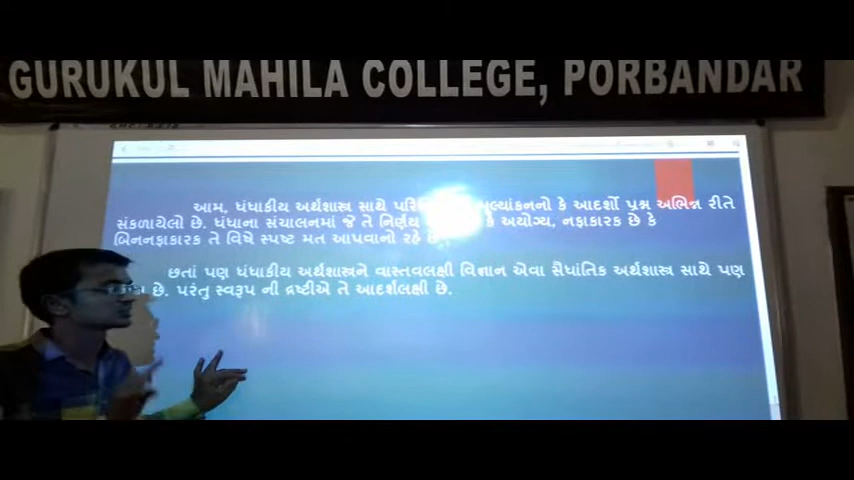 GURUKUL MAHILA COLLEGE, PORBANDAR
આમ, ધંધાકીય અર્થશાસ્ત્ર સાથે મૂલ્યાંકનનો કે આદર્શો પ્રશ્ન અભિન્ન રીતે
સંકળાયેલો છે. ધંધાના સંચાલનમાં જે તે નિર્ણય કે અયોગ્ય, નફાકારક છે કે
બિનનફાકારક તે વિષે સ્પષ્ટ મત આપવાનો રહે છે.
છતાં પણ ધંધાકીય અર્થશાસ્ત્રને વાસ્તવલક્ષી વિજ્ઞાન એવા સૈધાંતિક અર્થશાસ્ત્ર સાથે પણ
છે. પરંતુ સ્વરૂપ ની દ્રષ્ટીએ તે આદર્શલક્ષી છે.